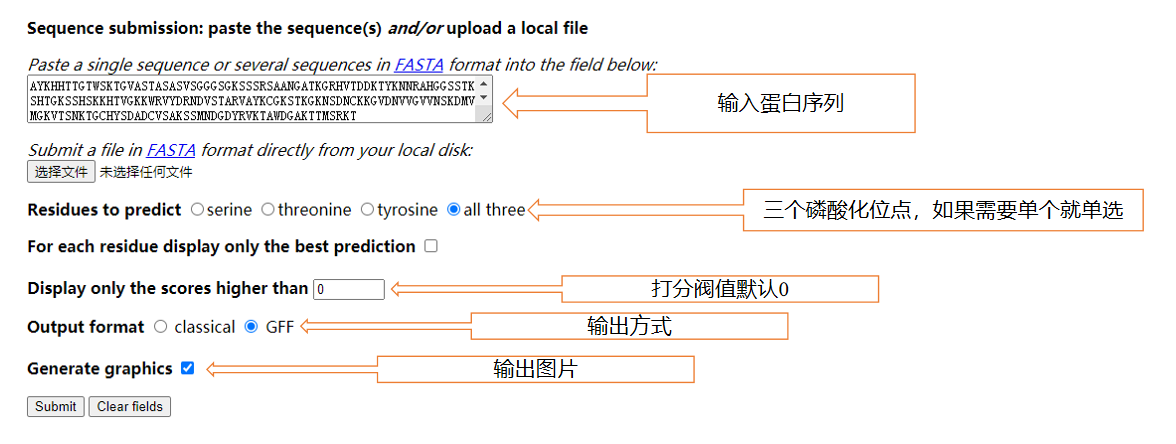 Sequence submission: paste the sequence(s) and/or upload a local file
Paste a single sequence or several sequences in FASTA format into the field below:
AYKHHTTGTWSKTGVASTASASVSGGGSGKSSSRSAANGATKGRHVTDDKTYKNNRAHGGSSTK
SHTGKSSHSKKHTVGKKWRVYDRNDVSTARVAYKCGKSTKGKNSDNCKKGVDNVVGVVNSKDMV
MGKVTSNKTGCHYSDADCVSAKSSMNDGDYRVKTAWDGAKTTMSRKT
输入蛋白序列
Submit a file in FASTA format directly from your local disk:
选择文件 未选择任何文件
Residues to predict serine threonine tyrosine all three
三个磷酸化位点，如果需要单个就单选
For each residue display only the best prediction
Display only the scores higher than 0
打分阀值默认0
Output format classical GFF
输出方式
Generate graphics
输出图片
Submit Clear fields